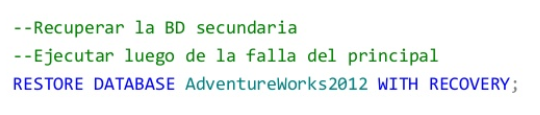 --Recuperar la BD secundaria
--Ejecutar luego de la falla del principal
RESTORE DATABASE AdventureWorks2012 WITH RECOVERY;